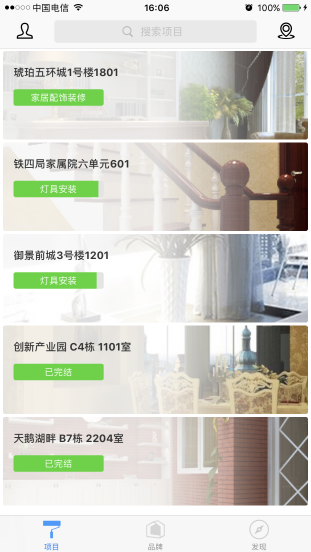 中国电信
16:06
100%
搜索项目
琥珀五环城1号楼1801
家居配饰装修
铁四局家属院六单元601
灯具安装
御景前城3号楼1201
灯具安装
创新产业园 C4栋 1101室
已完结
天鹅湖畔 B7栋 2204室
已完结
项目
品牌
发现